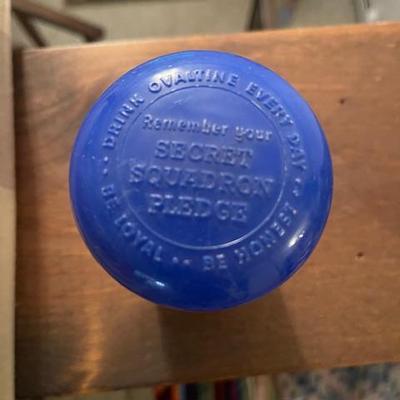 DRINK OVALTINE EVERY DAY
Remember your
SECRET
SQUADRON
PLEDGE
BE LOYAL -- BE HONEST